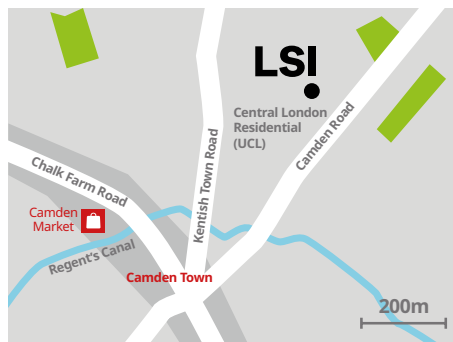 LSI
Central London
Residential
(UCL)
Camden Road
Kentish Town Road
Chalk Farm Road
Camden
Market
Regent's Canal
Camden Town
200m